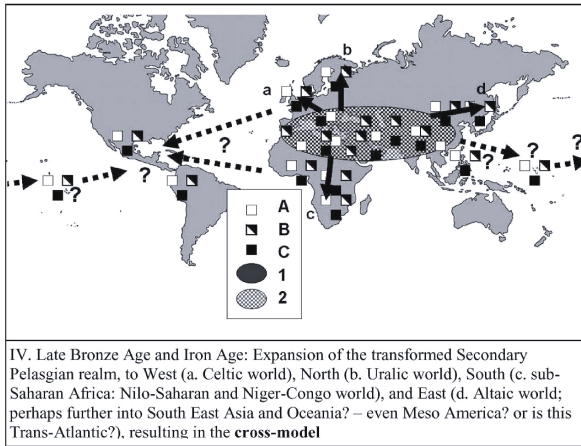 b
a
d
?
?
?
?
?
?
c
A
B
C
1
2
IV. Late Bronze Age and Iron Age: Expansion of the transformed Secondary
Pelasgian realm, to West (a. Celtic world), North (b. Uralic world), South (c. sub-
Saharan Africa: Nilo-Saharan and Niger-Congo world), and East (d. Altaic world;
perhaps further into South East Asia and Oceania? – even Meso America? or is this
Trans-Atlantic?), resulting in the cross-model